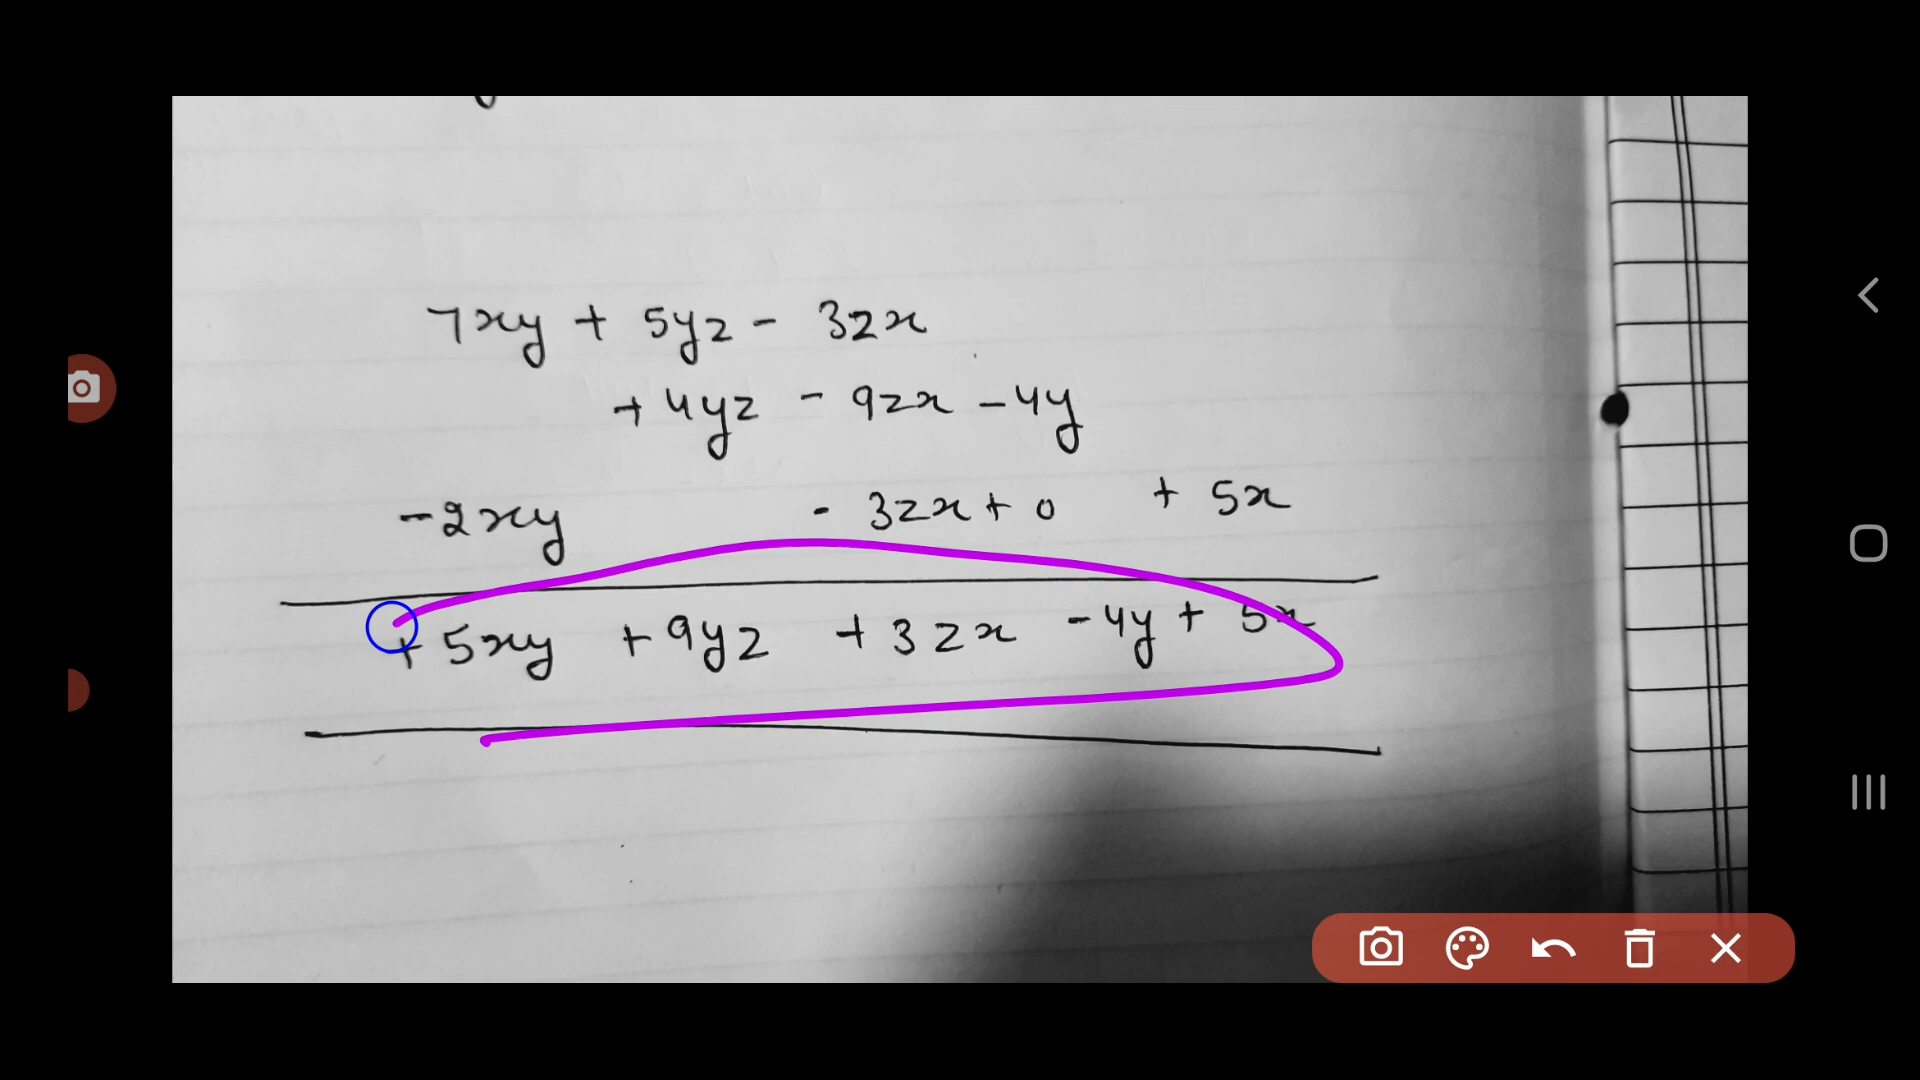 7xy + 5yz - 3zx
+ 4yz - 9zx - 4y
- 2xy - 3zx + 0 + 5x
+ 5xy + 9yz + 3zx - 4y + 5x